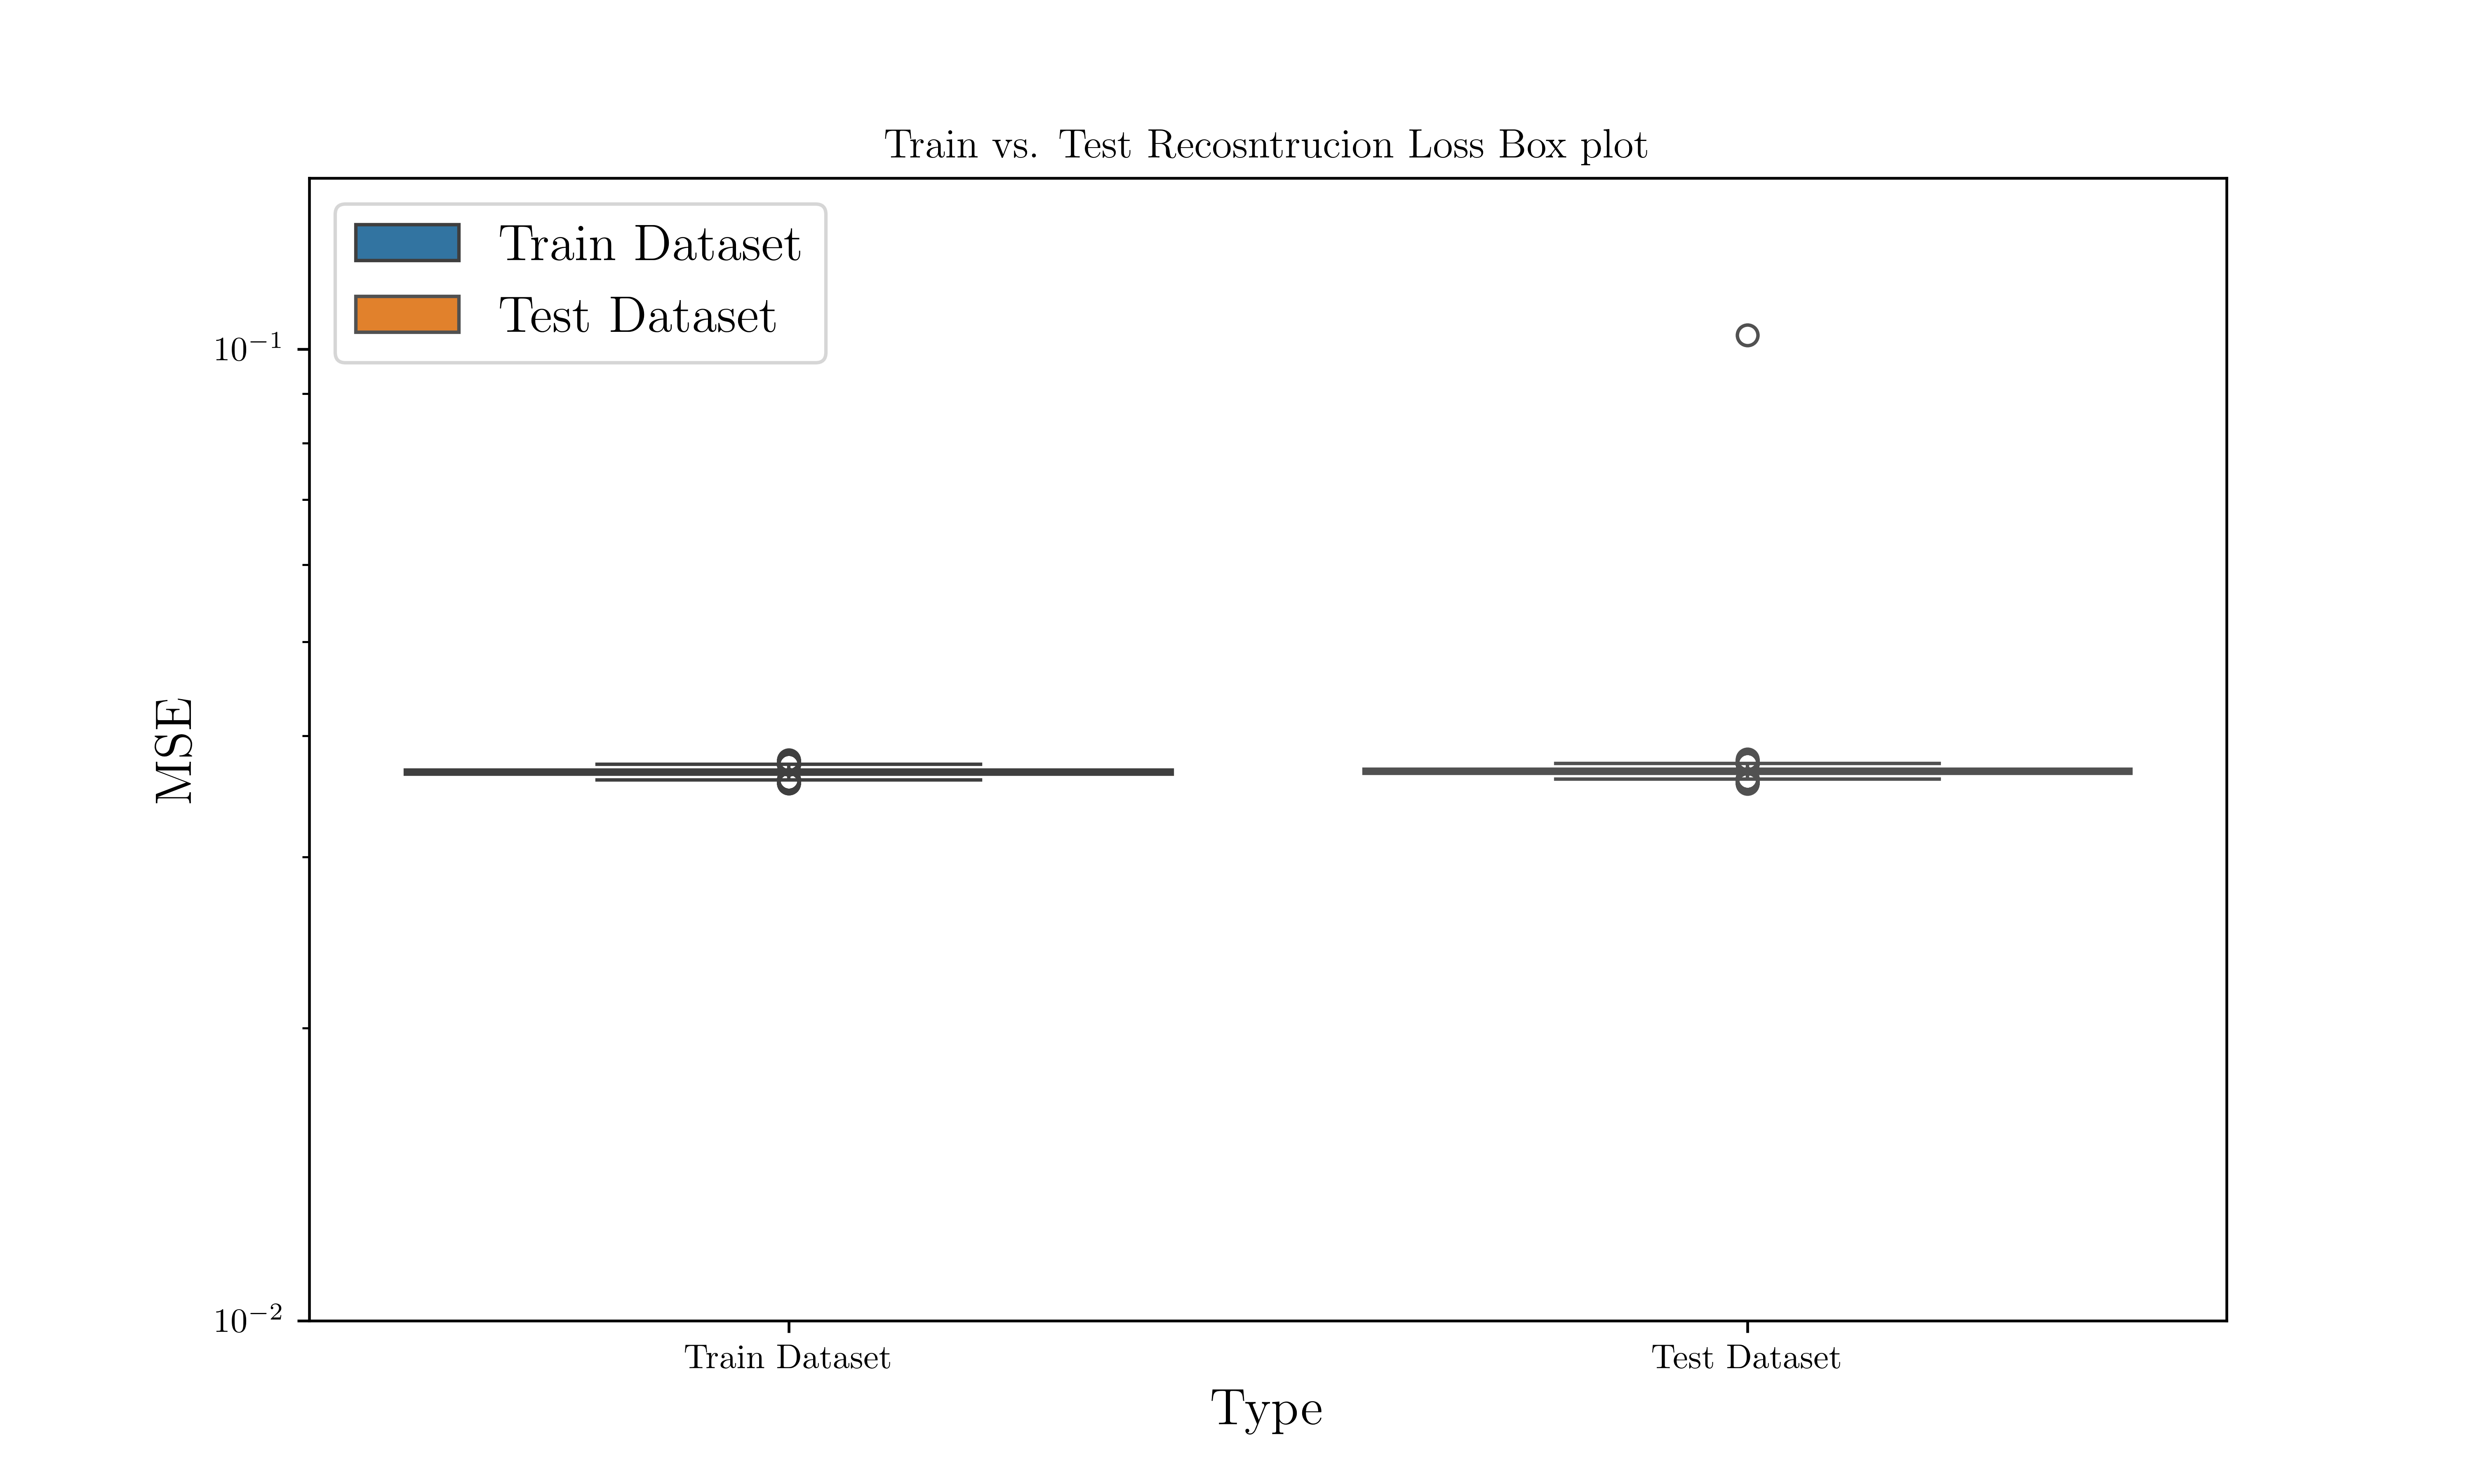 Train vs. Test Recosntrucion Loss Box plot
Train Dataset
Test Dataset
10⁻¹
MSE
10⁻²
Train Dataset
Test Dataset
Type